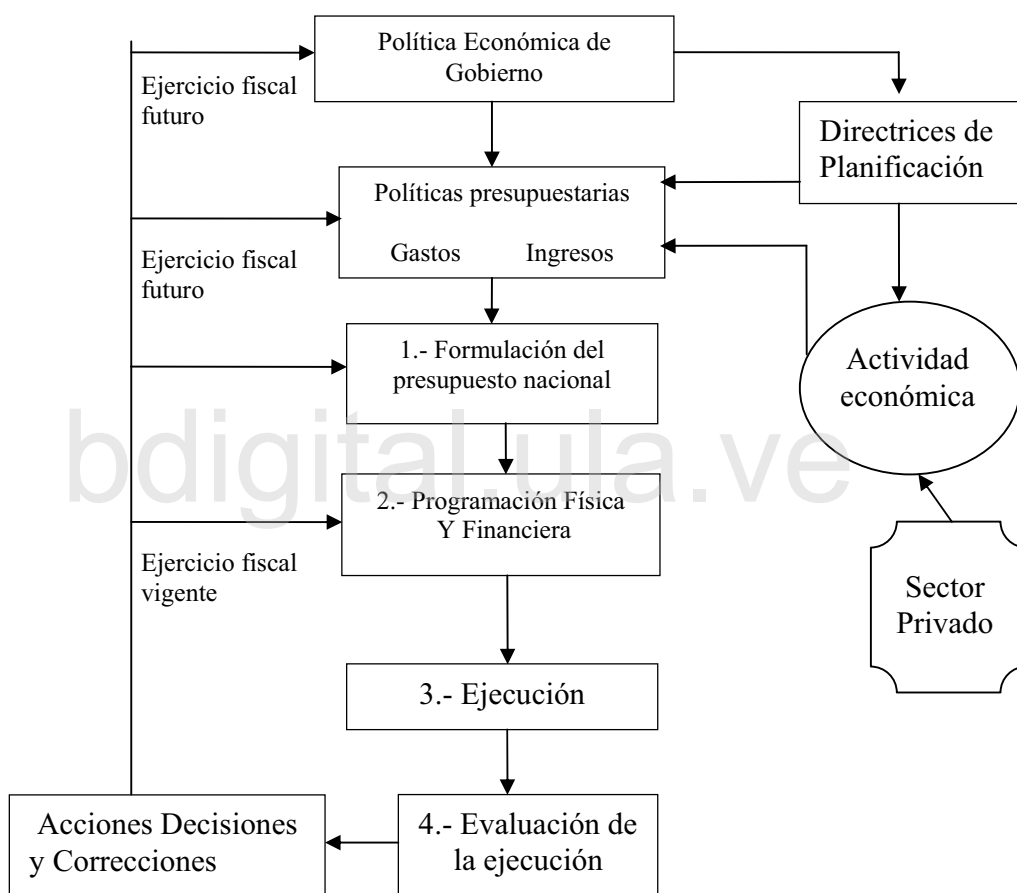 Política Económica de
Gobierno
Ejercicio fiscal
futuro
Directrices de
Planificación
Políticas presupuestarias
Gastos Ingresos
Ejercicio fiscal
futuro
1.- Formulación del
presupuesto nacional
Actividad
económica
bdigital.ula.ve
2.- Programación Física
Y Financiera
Ejercicio fiscal
vigente
Sector
Privado
3.- Ejecución
Acciones Decisiones
y Correcciones
4.- Evaluación de
la ejecución